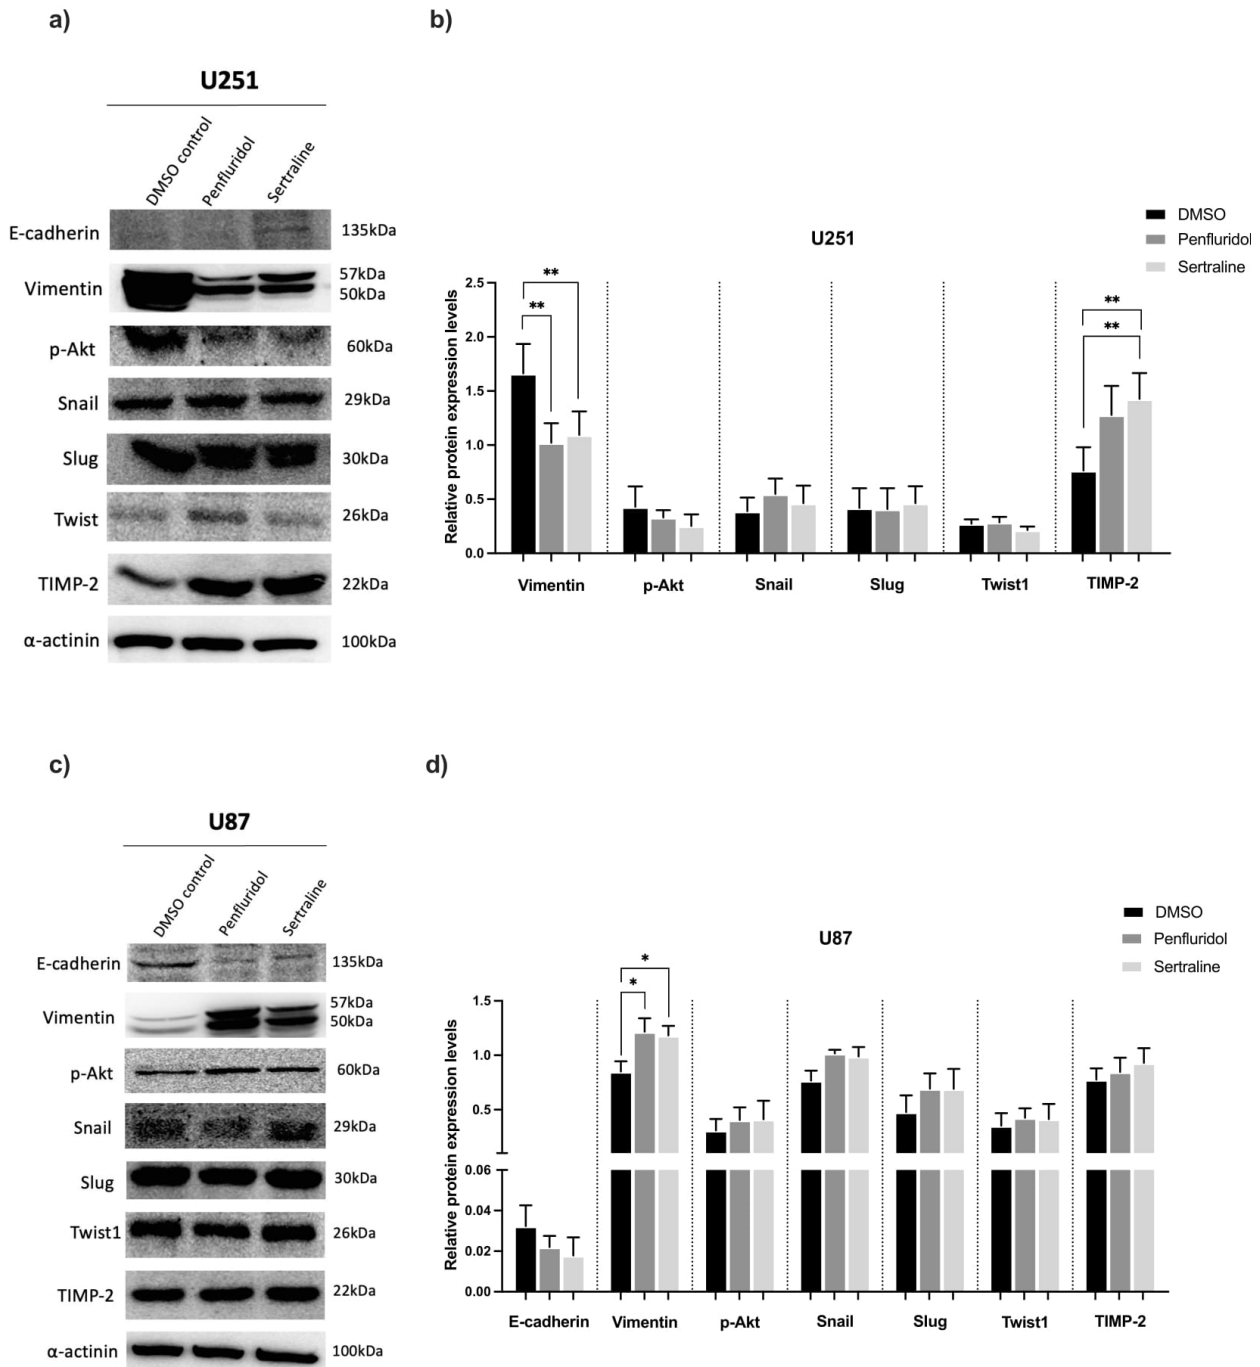 a)
U251
DMSO control
Penfluridol
Sertraline
E-cadherin 135kDa
Vimentin 57kDa
50kDa
p-Akt 60kDa
Snail 29kDa
Slug 30kDa
Twist 26kDa
TIMP-2 22kDa
α-actinin 100kDa
b)
DMSO
Penfluridol
Sertraline
U251
Relative protein expression levels
2.5
2.0
1.5
1.0
0.5
0.0
** **
** **
Vimentin p-Akt Snail Slug Twist1 TIMP-2
c)
U87
DMSO control
Penfluridol
Sertraline
E-cadherin 135kDa
Vimentin 57kDa
50kDa
p-Akt 60kDa
Snail 29kDa
Slug 30kDa
Twist1 26kDa
TIMP-2 22kDa
α-actinin 100kDa
d)
DMSO
Penfluridol
Sertraline
U87
Relative protein expression levels
1.5
1.0
0.5
0.06
0.04
0.02
0.00
*
*
E-cadherin Vimentin p-Akt Snail Slug Twist1 TIMP-2